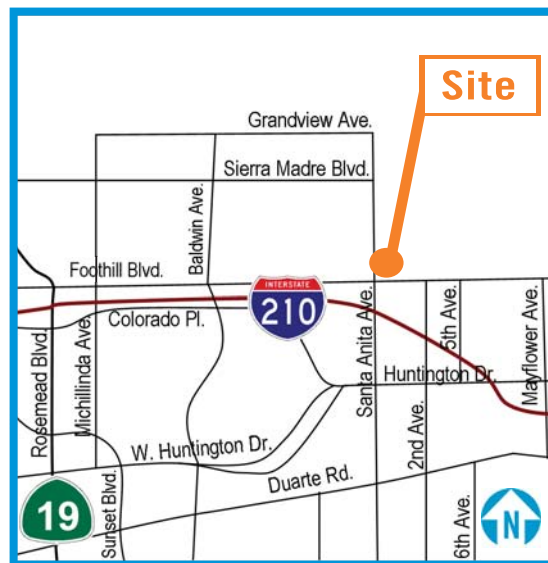 Site
Grandview Ave.
Sierra Madre Blvd.
Baldwin Ave.
Foothill Blvd.
INTERSTATE
210
Colorado Pl.
Santa Anita Ave.
5th Ave.
Mayflower Ave.
Rosemead Blvd.
Michillinda Ave.
Huntington Dr.
2nd Ave.
W. Huntington Dr.
Duarte Rd.
19
Sunset Blvd.
6th Ave.
N